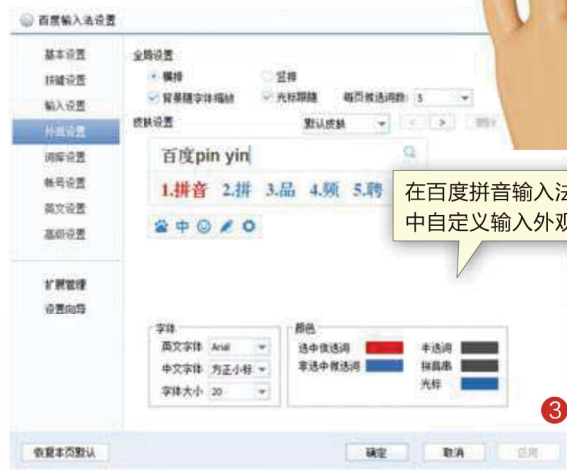 百度输入法设置
基本设置
按键设置
输入设置
外观设置
词库设置
帐号设置
英文设置
高级设置
扩展管理
设置向导
全局设置
横排 竖排
背景随字体缩放 光标跟随 每页候选词数: 5
皮肤设置 默认皮肤 < >
百度pin yin
1.拼音 2.拼 3.品 4.频 5.聘
中
在百度拼音输入法
中自定义输入外观
字体
英文字体 Arial
中文字体 方正小标
字体大小 20
颜色
选中候选词 半选词
非选中候选词 拼音串
光标
3
恢复本页默认 确定 取消 应用